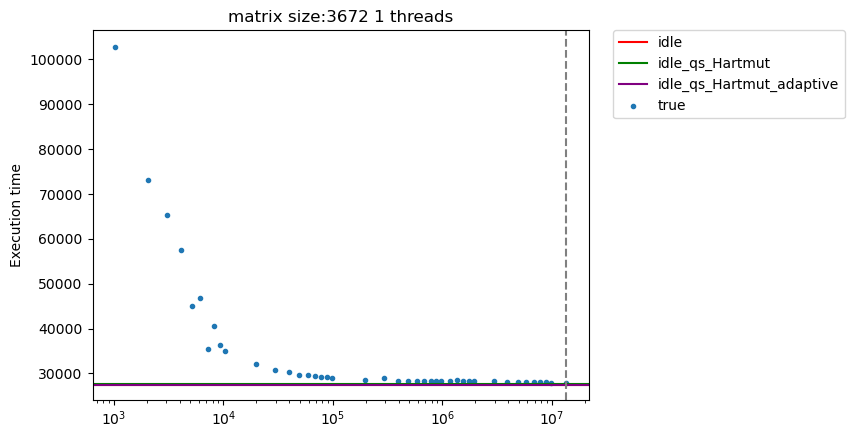 matrix size:3672 1 threads
Execution time
100000
90000
80000
70000
60000
50000
40000
30000
10³
10⁴
10⁵
10⁶
10⁷
idle
idle_qs_Hartmut
idle_qs_Hartmut_adaptive
true